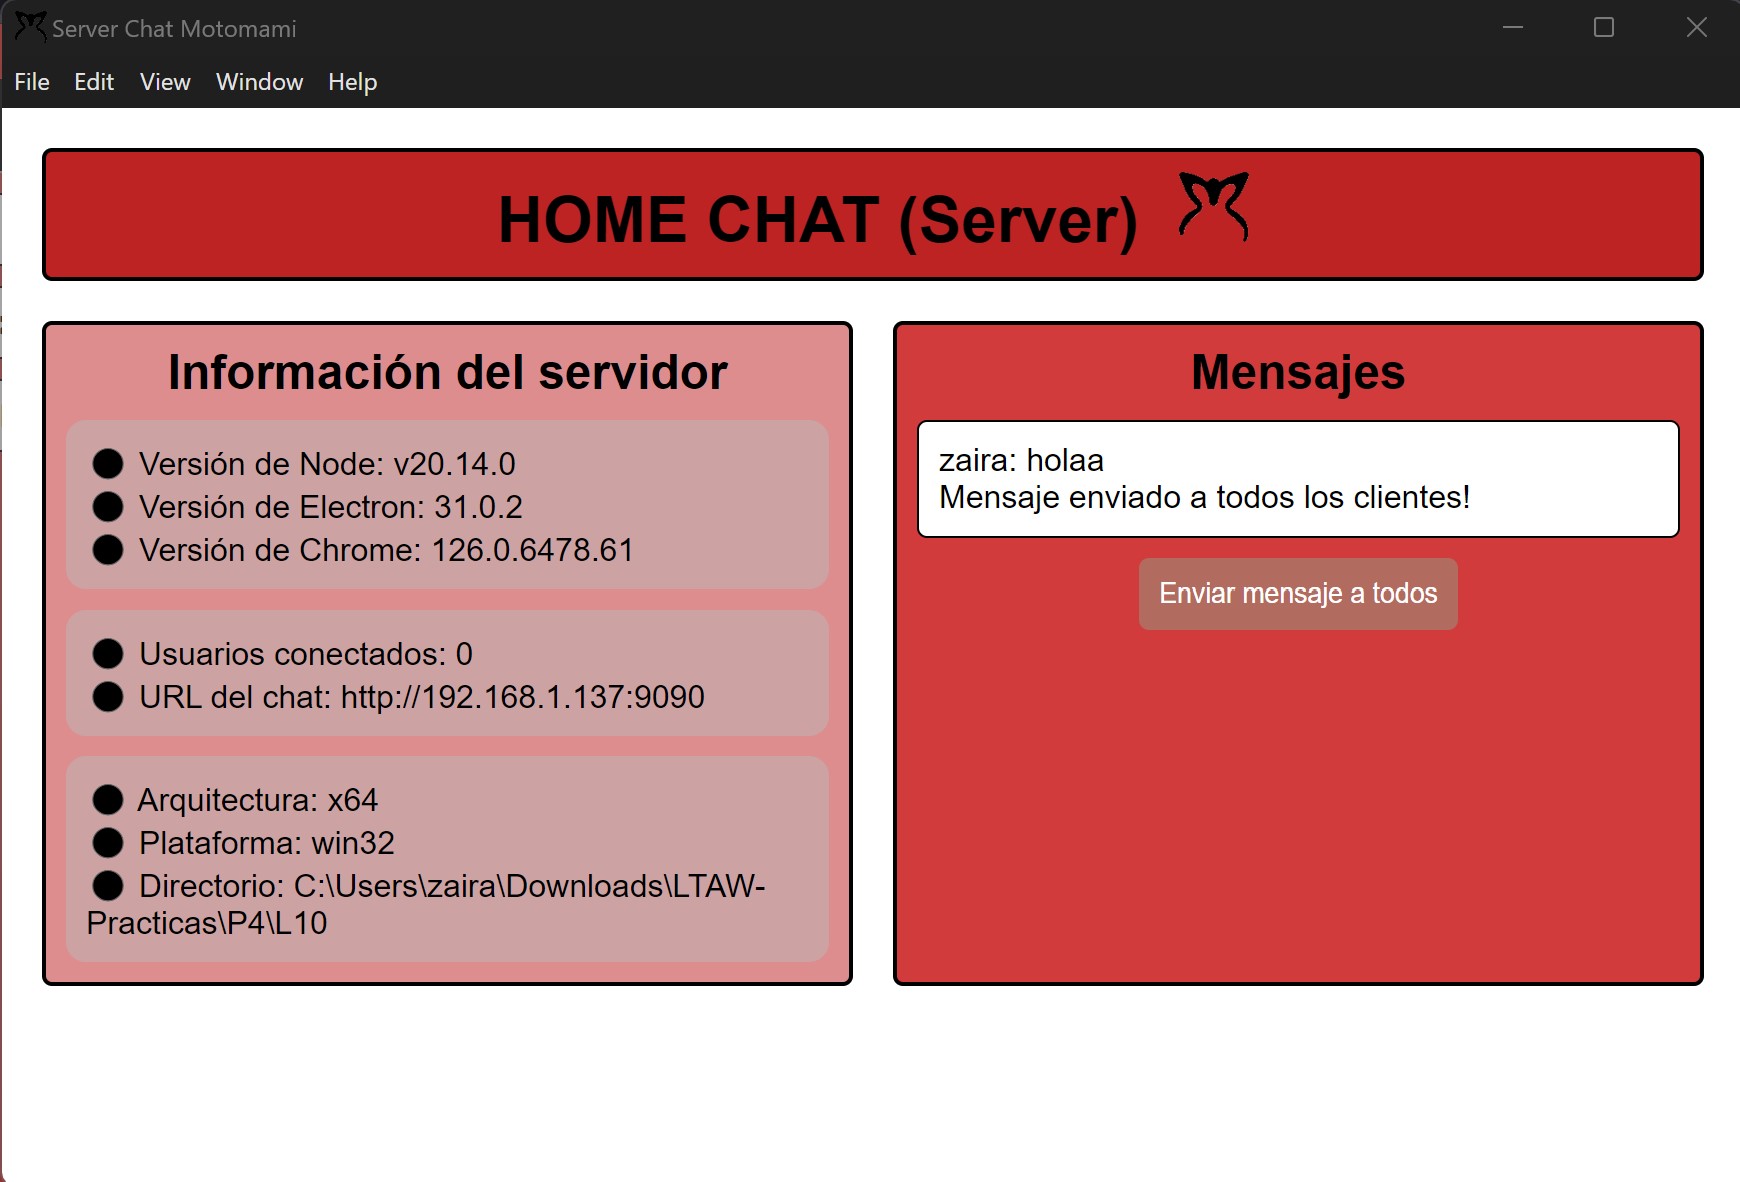 Server Chat Motomami
File Edit View Window Help
HOME CHAT (Server)
Información del servidor
Versión de Node: v20.14.0
Versión de Electron: 31.0.2
Versión de Chrome: 126.0.6478.61
Usuarios conectados: 0
URL del chat: http://192.168.1.137:9090
Arquitectura: x64
Plataforma: win32
Directorio: C:\Users\zaira\Downloads\LTAW-
Practicas\P4\L10
Mensajes
zaira: holaa
Mensaje enviado a todos los clientes!
Enviar mensaje a todos